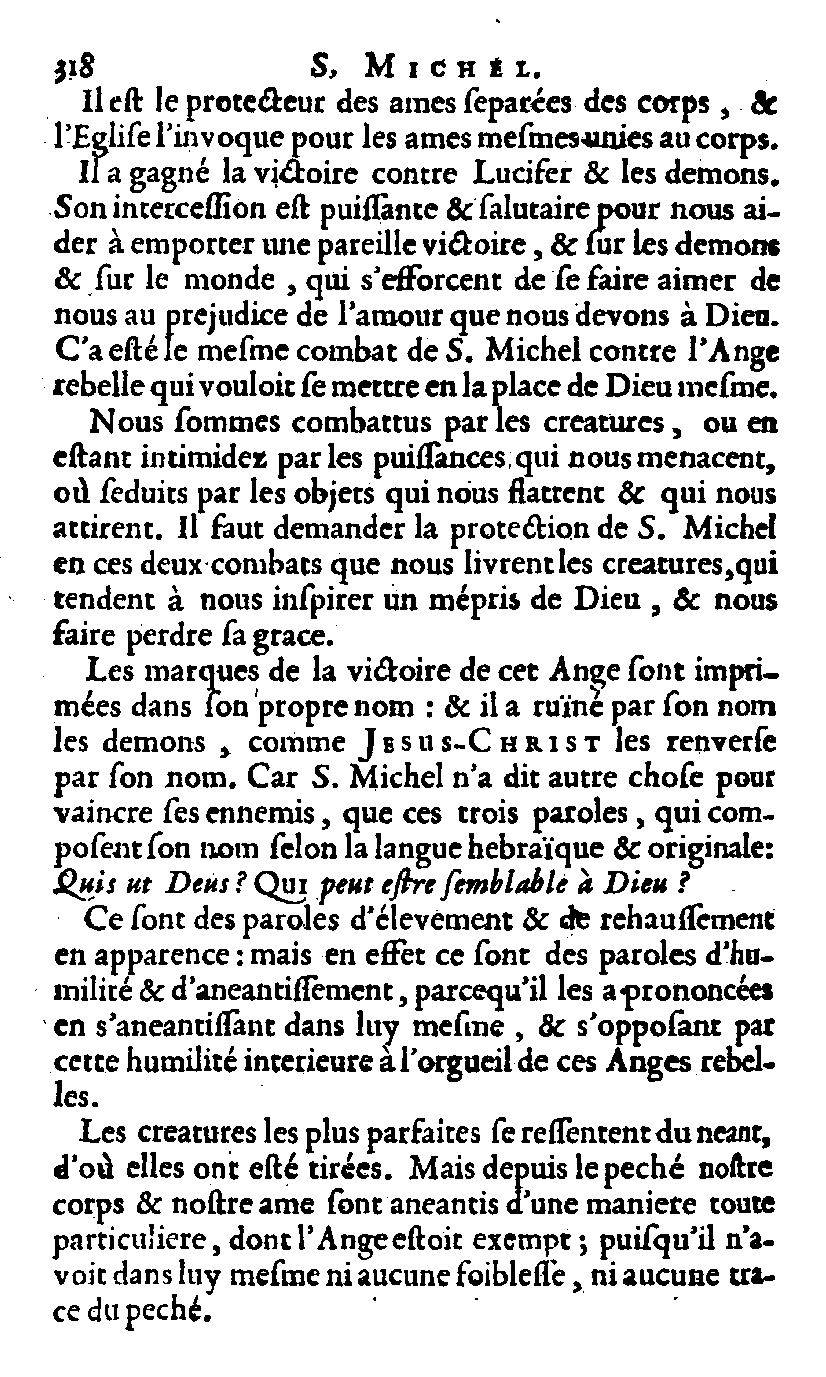 318 S. MICHEL.
Il eſt le protecteur des ames ſeparées des corps, &
l'Egliſe l'invoque pour les ames meſmes unies au corps.
Il a gagné la victoire contre Lucifer & les demons.
Son interceſſion eſt puiſſante & ſalutaire pour nous ai-
der à emporter une pareille victoire, & ſur les demons
& ſur le monde, qui s'efforcent de ſe faire aimer de
nous au prejudice de l'amour que nous devons à Dieu.
C'a eſté le meſme combat de S. Michel contre l'Ange
rebelle qui vouloit ſe mettre en la place de Dieu meſme.
Nous ſommes combattus par les creatures, ou en
eſtant intimidez par les puiſſances qui nous menacent,
où ſeduits par les objets qui nous flattent & qui nous
attirent. Il faut demander la protection de S. Michel
en ces deux combats que nous livrent les creatures, qui
tendent à nous inſpirer un mépris de Dieu, & nous
faire perdre ſa grace.
Les marques de la victoire de cet Ange ſont impri-
mées dans ſon propre nom : & il a ruïné par ſon nom
les demons, comme JESUS-CHRIST les renverſe
par ſon nom. Car S. Michel n'a dit autre choſe pour
vaincre ſes ennemis, que ces trois paroles, qui com-
poſent ſon nom ſelon la langue hebraïque & originale:
Quis ut Deus ? QUI peut eſtre ſemblable à Dieu ?
Ce ſont des paroles d'élevement & de rehauſſement
en apparence : mais en effet ce ſont des paroles d'hu-
milité & d'aneantiſſement, parcequ'il les a prononcées
en s'aneantiſſant dans luy meſme, & s'oppoſant par
cette humilité interieure à l'orgueil de ces Anges rebel-
les.
Les creatures les plus parfaites ſe reſſentent du neant,
d'où elles ont eſté tirées. Mais depuis le peché noſtre
corps & noſtre ame ſont aneantis d'une maniere toute
particuliere, dont l'Ange eſtoit exempt ; puiſqu'il n'a-
voit dans luy meſme ni aucune foibleſſe, ni aucune tra-
ce du peché.